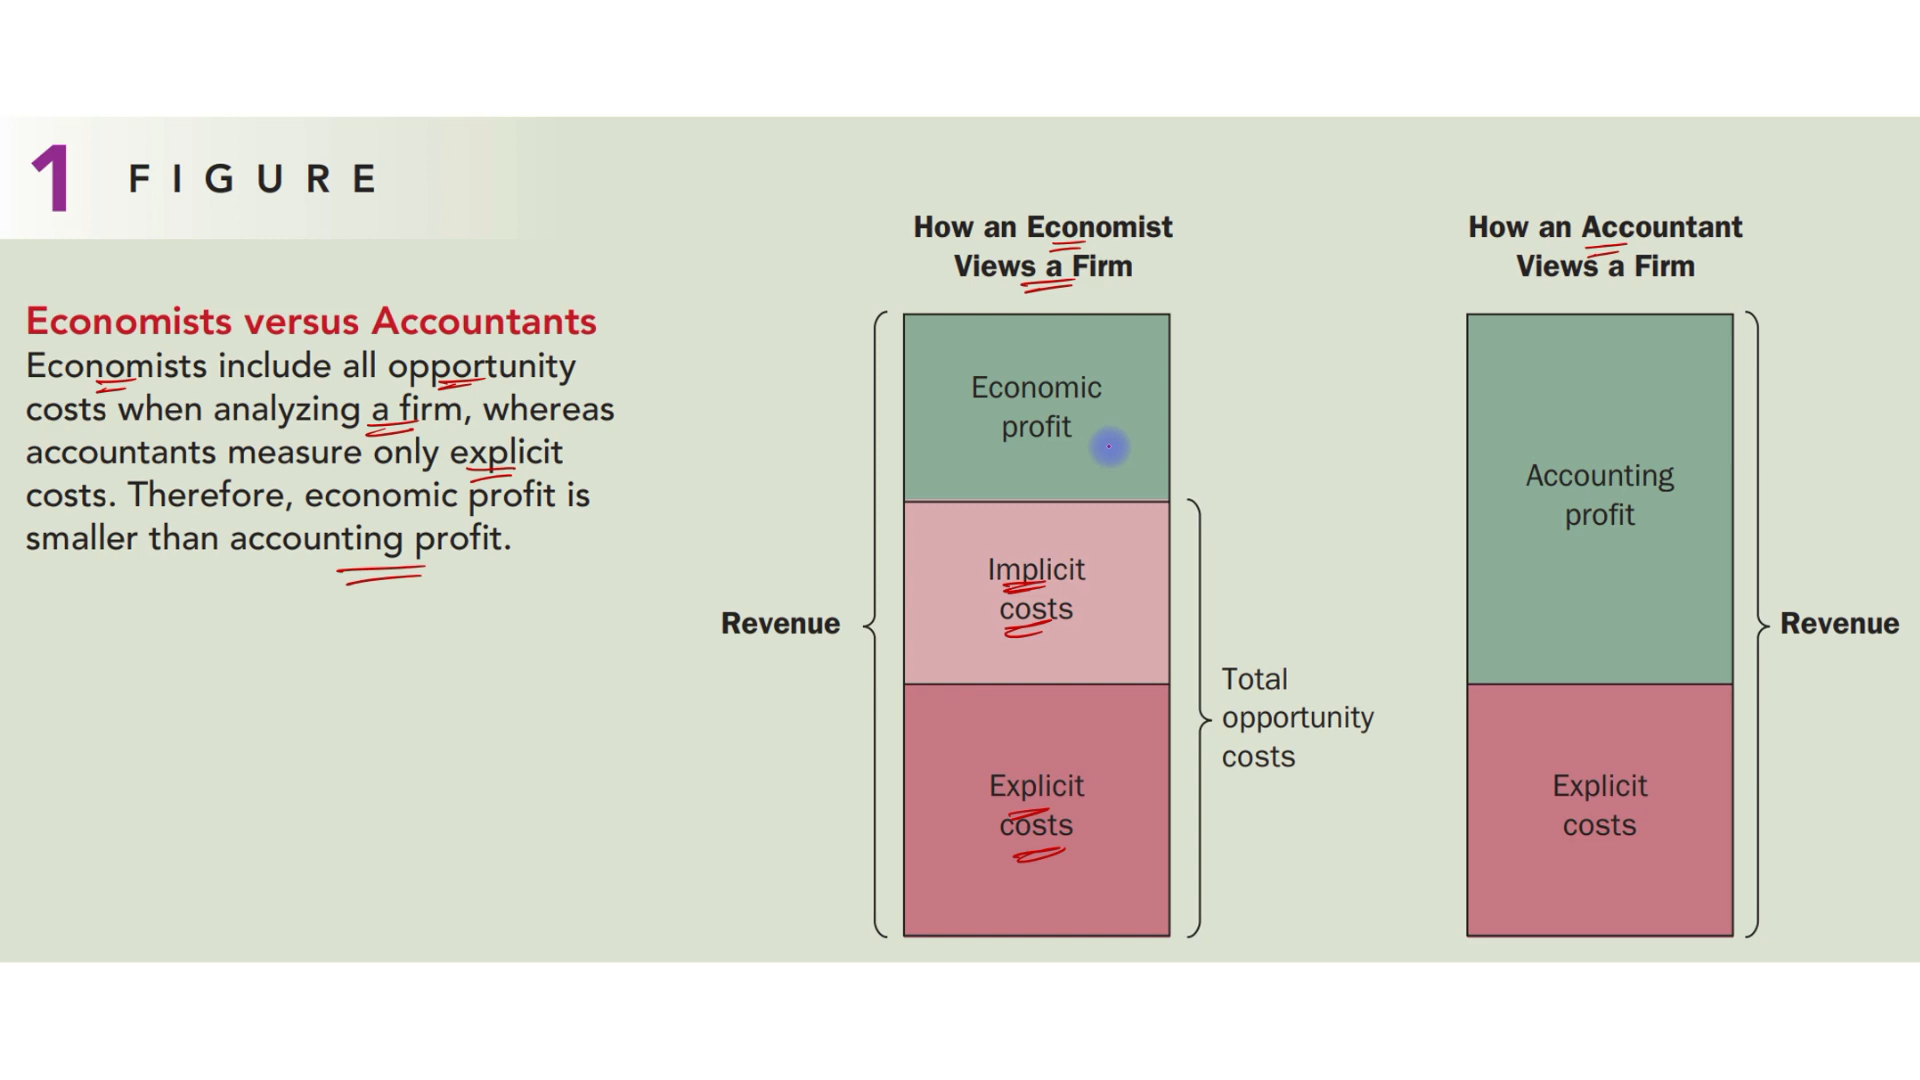 1 FIGURE
Economists versus Accountants
Economists include all opportunity
costs when analyzing a firm, whereas
accountants measure only explicit
costs. Therefore, economic profit is
smaller than accounting profit.
How an Economist
Views a Firm
Economic
profit
Implicit
costs
Explicit
costs
Revenue
Total
opportunity
costs
How an Accountant
Views a Firm
Accounting
profit
Explicit
costs
Revenue